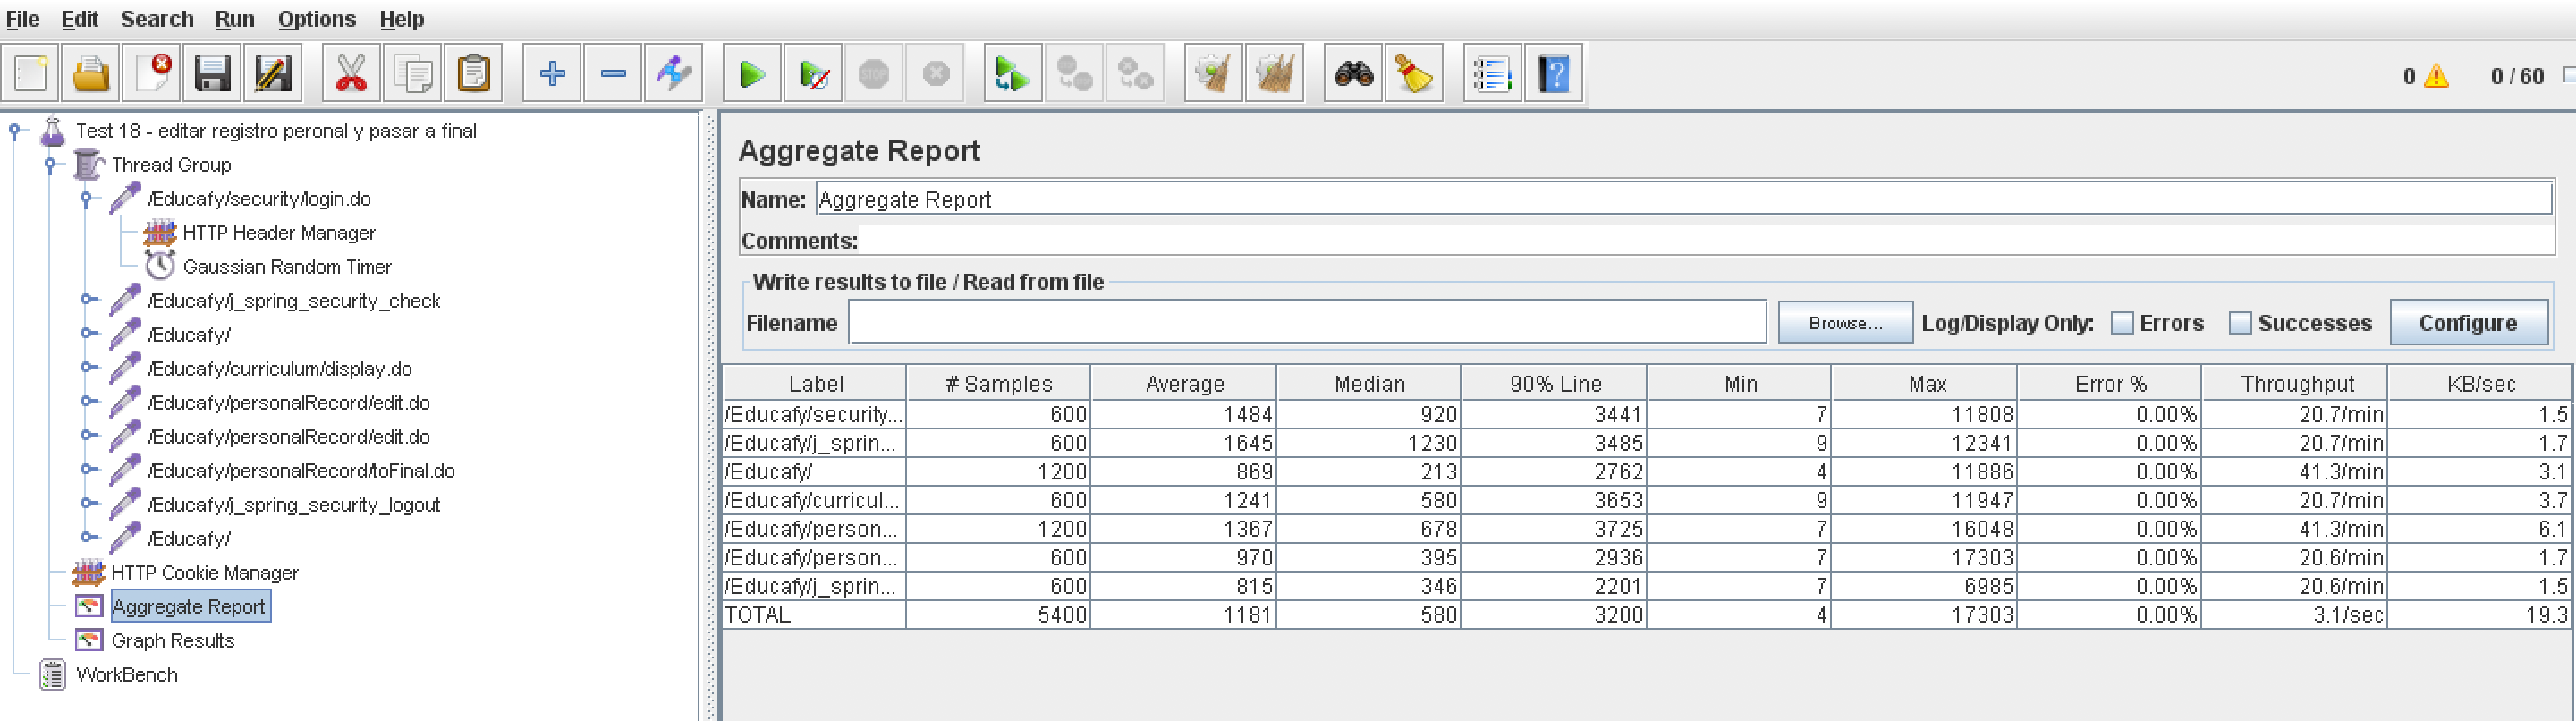 File Edit Search Run Options Help
STOP
0 0 / 60
Test 18 - editar registro peronal y pasar a final
Thread Group
/Educafy/security/login.do
HTTP Header Manager
Gaussian Random Timer
/Educafy/j_spring_security_check
/Educafy/
/Educafy/curriculum/display.do
/Educafy/personalRecord/edit.do
/Educafy/personalRecord/edit.do
/Educafy/personalRecord/toFinal.do
/Educafy/j_spring_security_logout
/Educafy/
HTTP Cookie Manager
Aggregate Report
Graph Results
WorkBench
Aggregate Report
Name: Aggregate Report
Comments:
Write results to file / Read from file
Filename Browse... Log/Display Only: Errors Successes Configure
Label # Samples Average Median 90% Line Min Max Error % Throughput KB/sec
/Educafy/security... 600 1484 920 3441 7 11808 0.00% 20.7/min 1.5
/Educafy/j_sprin... 600 1645 1230 3485 9 12341 0.00% 20.7/min 1.7
/Educafy/ 1200 869 213 2762 4 11886 0.00% 41.3/min 3.1
/Educafy/curricul... 600 1241 580 3653 9 11947 0.00% 20.7/min 3.7
/Educafy/person... 1200 1367 678 3725 7 16048 0.00% 41.3/min 6.1
/Educafy/person... 600 970 395 2936 7 17303 0.00% 20.6/min 1.7
/Educafy/j_sprin... 600 815 346 2201 7 6985 0.00% 20.6/min 1.5
TOTAL 5400 1181 580 3200 4 17303 0.00% 3.1/sec 19.3